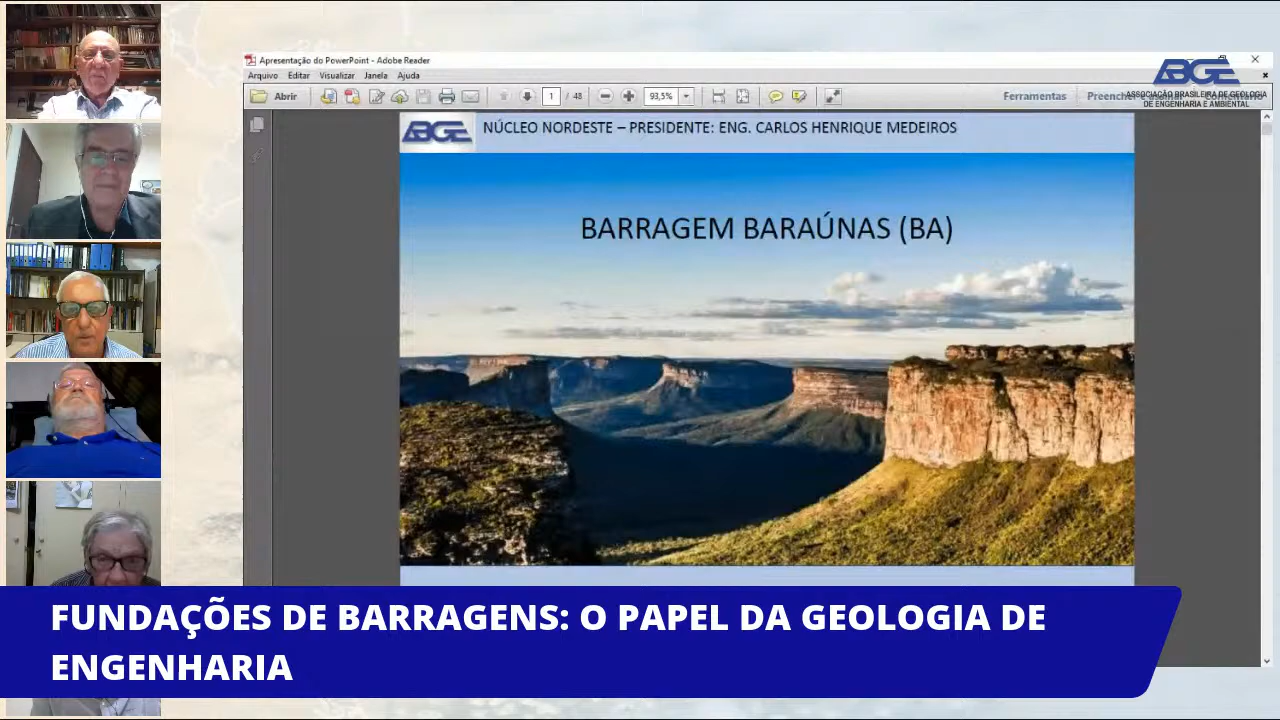 Apresentação do PowerPoint - Adobe Reader
Arquivo Editar Visualizar Janela Ajuda
Abrir
1 / 48
93,5%
Ferramentas
ABGE
ASSOCIAÇÃO BRASILEIRA DE GEOLOGIA
DE ENGENHARIA E AMBIENTAL
ABGE NÚCLEO NORDESTE – PRESIDENTE: ENG. CARLOS HENRIQUE MEDEIROS
BARRAGEM BARAÚNAS (BA)
FUNDAÇÕES DE BARRAGENS: O PAPEL DA GEOLOGIA DE
ENGENHARIA